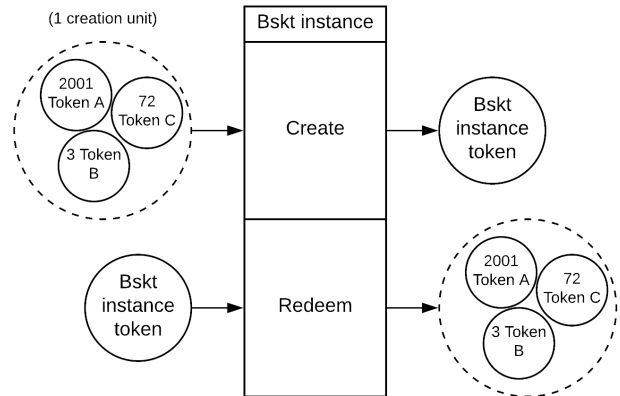 (1 creation unit)
Bskt instance
2001
Token A
72
Token C
3 Token
B
Create
Bskt
instance
token
Bskt
instance
token
Redeem
2001
Token A
72
Token C
3 Token
B